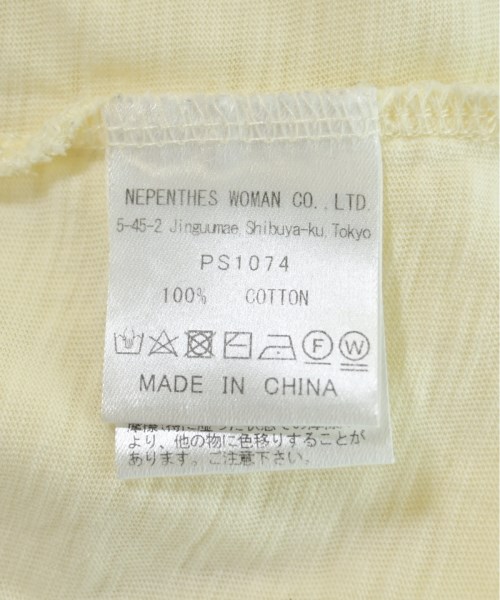 NEPENTHES WOMAN CO., LTD.
5-45-2 Jinguumae, Shibuya-ku, Tokyo
PS1074
100% COTTON
F W
MADE IN CHINA
より、他の物に色移りすることが
あります。ご注意下さい。